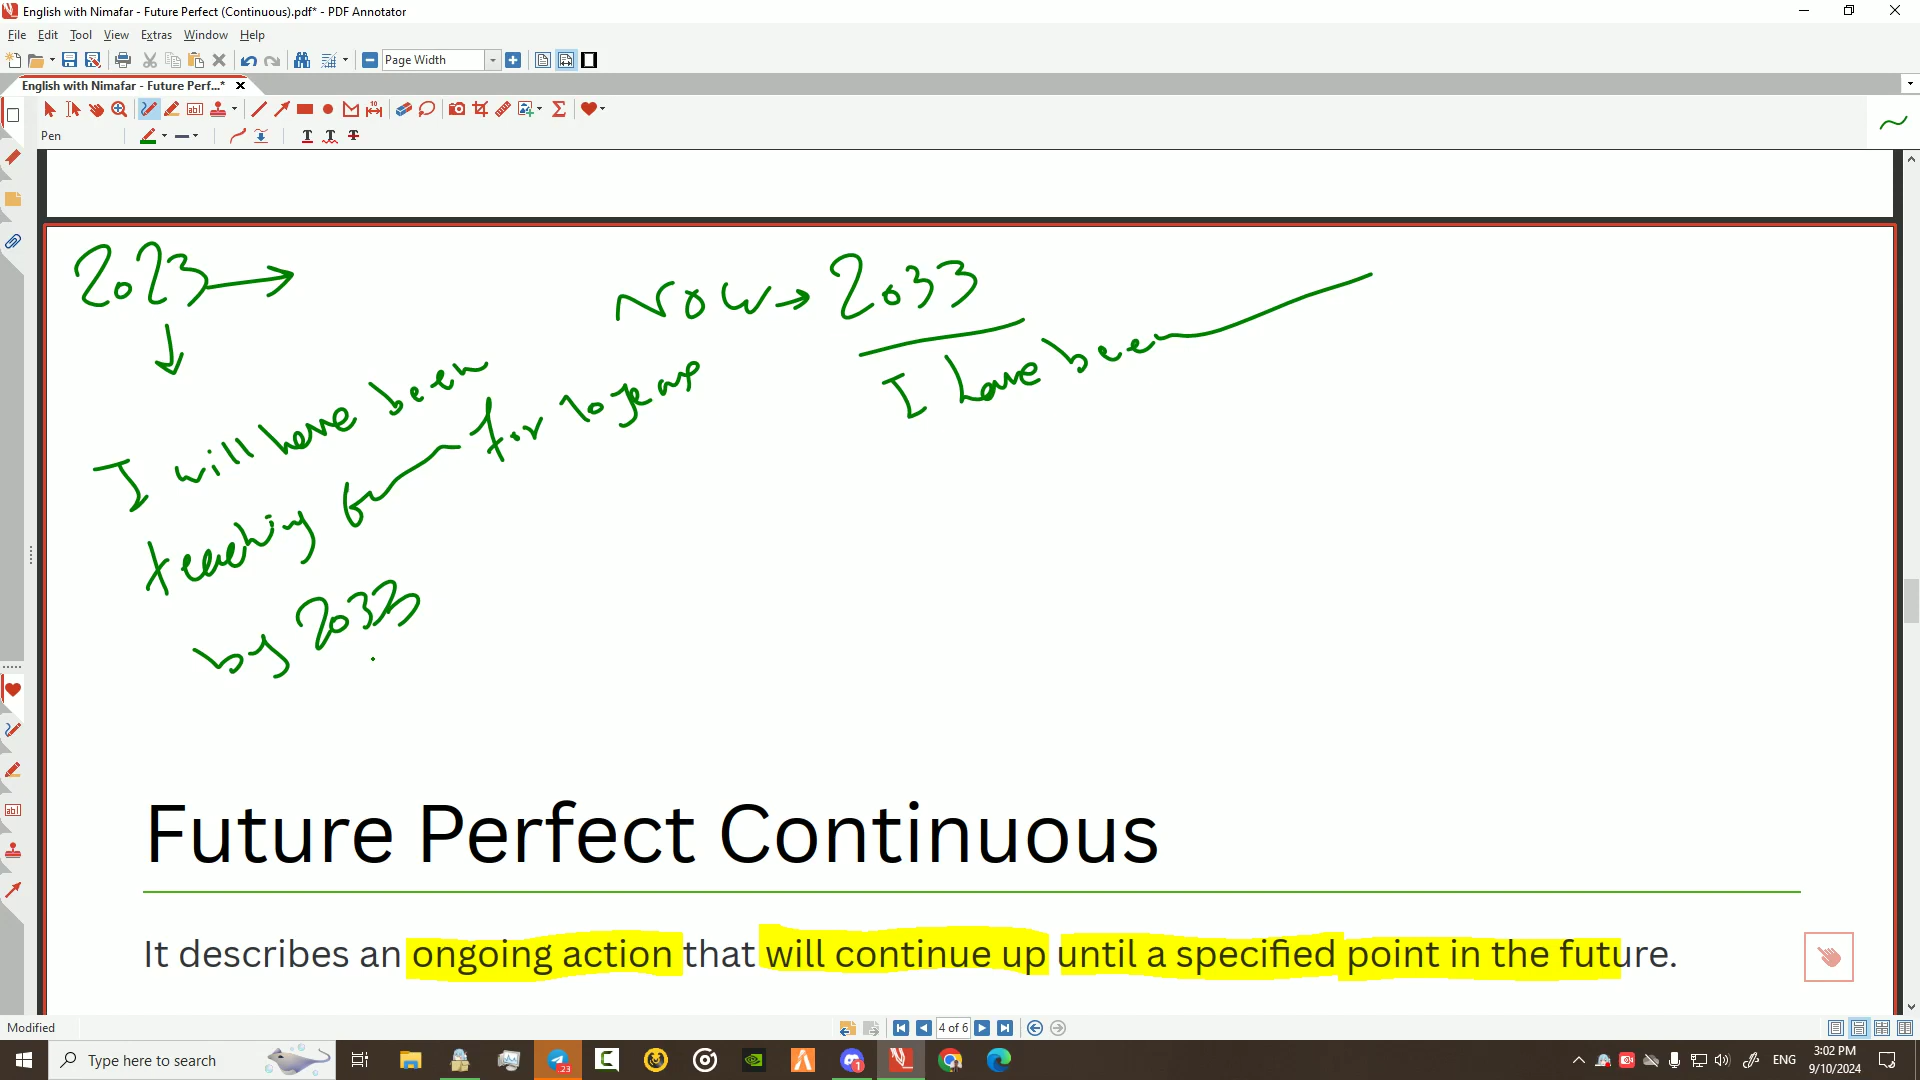 English with Nimafar - Future Perfect (Continuous).pdf* - PDF Annotator
File Edit Tool View Extras Window Help
Page Width
English with Nimafar - Future Perf...*
Pen
2023
Now → 2033
I have been
I will have been
teaching for 10 years
by 2033
Future Perfect Continuous
It describes an ongoing action that will continue up until a specified point in the future.
Modified
4 of 6
Type here to search
23
1
ENG
3:02 PM
9/10/2024